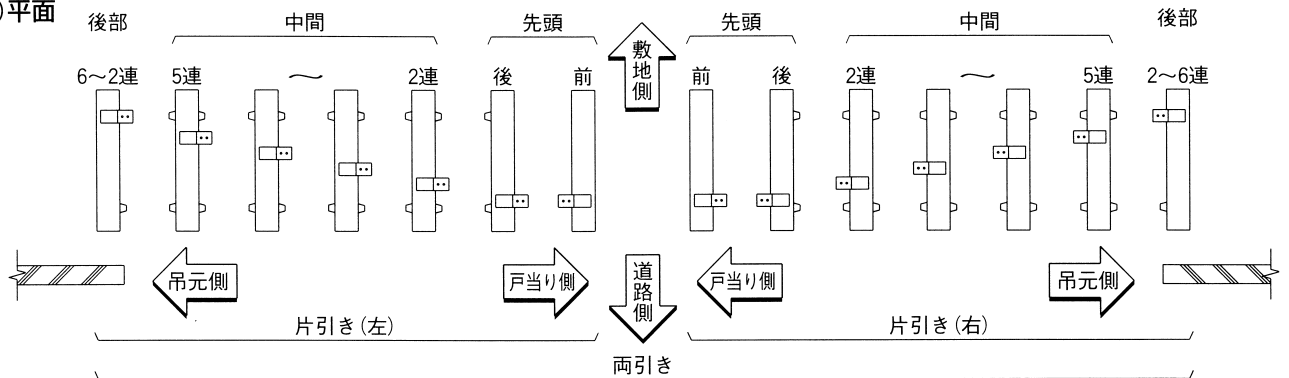 )平面
後部 中間 先頭 先頭 中間 後部
6〜2連 5連 〜 2連 後 前 前 後 2連 〜 5連 2〜6連
敷地側
吊元側 戸当り側 道路側 戸当り側 吊元側
片引き(左) 片引き(右)
両引き